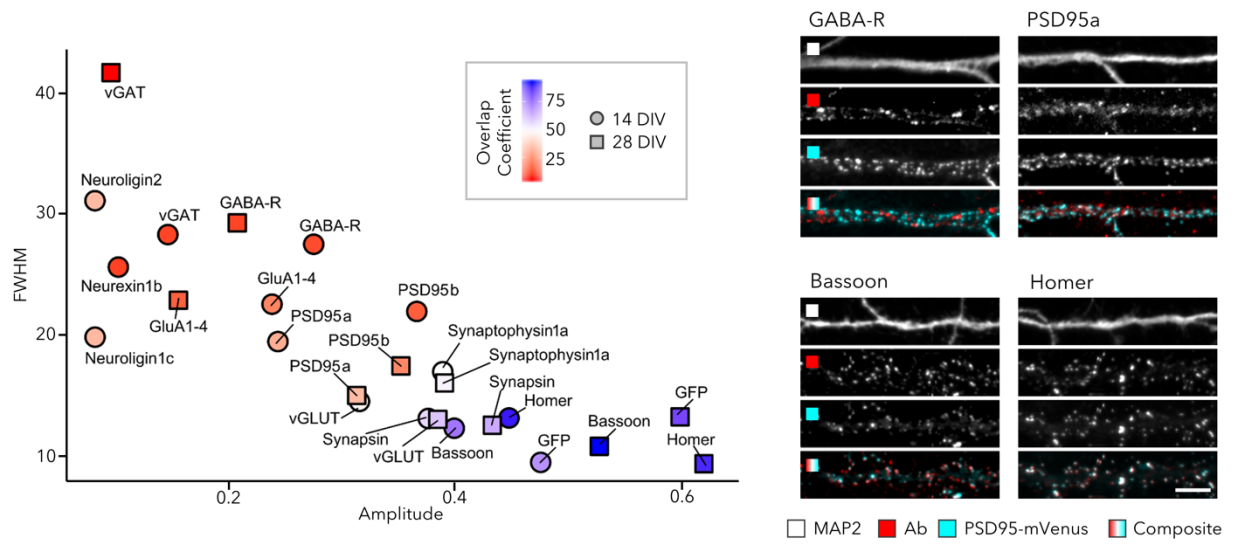 GABA-R
PSD95a
40
30
20
10
FWHM
0.2
0.4
0.6
Amplitude
Overlap
Coefficient
75
50
25
14 DIV
28 DIV
vGAT
Neuroligin2
vGAT
GABA-R
GABA-R
Neurexin1b
GluA1-4
GluA1-4
PSD95b
PSD95a
Neuroligin1c
PSD95b
Synaptophysin1a
Synaptophysin1a
PSD95a
Synapsin
GFP
vGLUT
Homer
Synapsin
vGLUT
Bassoon
GFP
Bassoon
Homer
Bassoon
Homer
MAP2
Ab
PSD95-mVenus
Composite